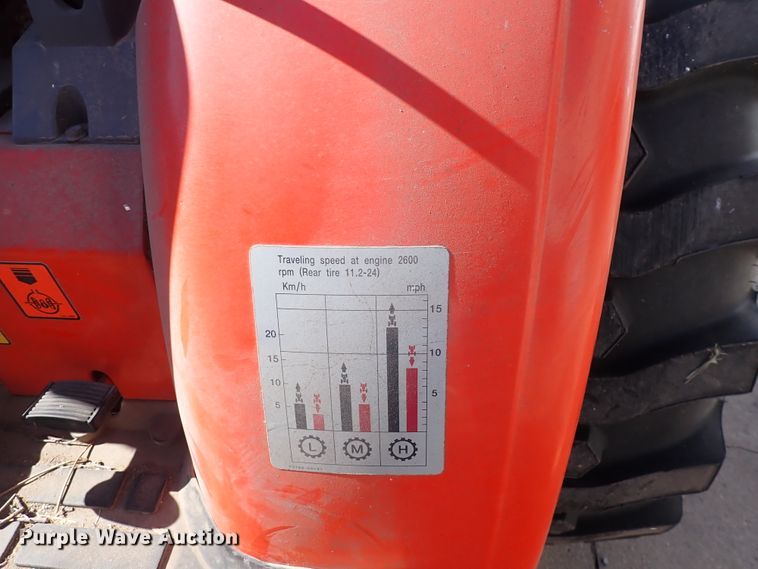 Traveling speed at engine 2600
rpm (Rear tire 11.2-24)
Km/h mph
15
20
15
10
10
5
5
L M H
Purple Wave Auction